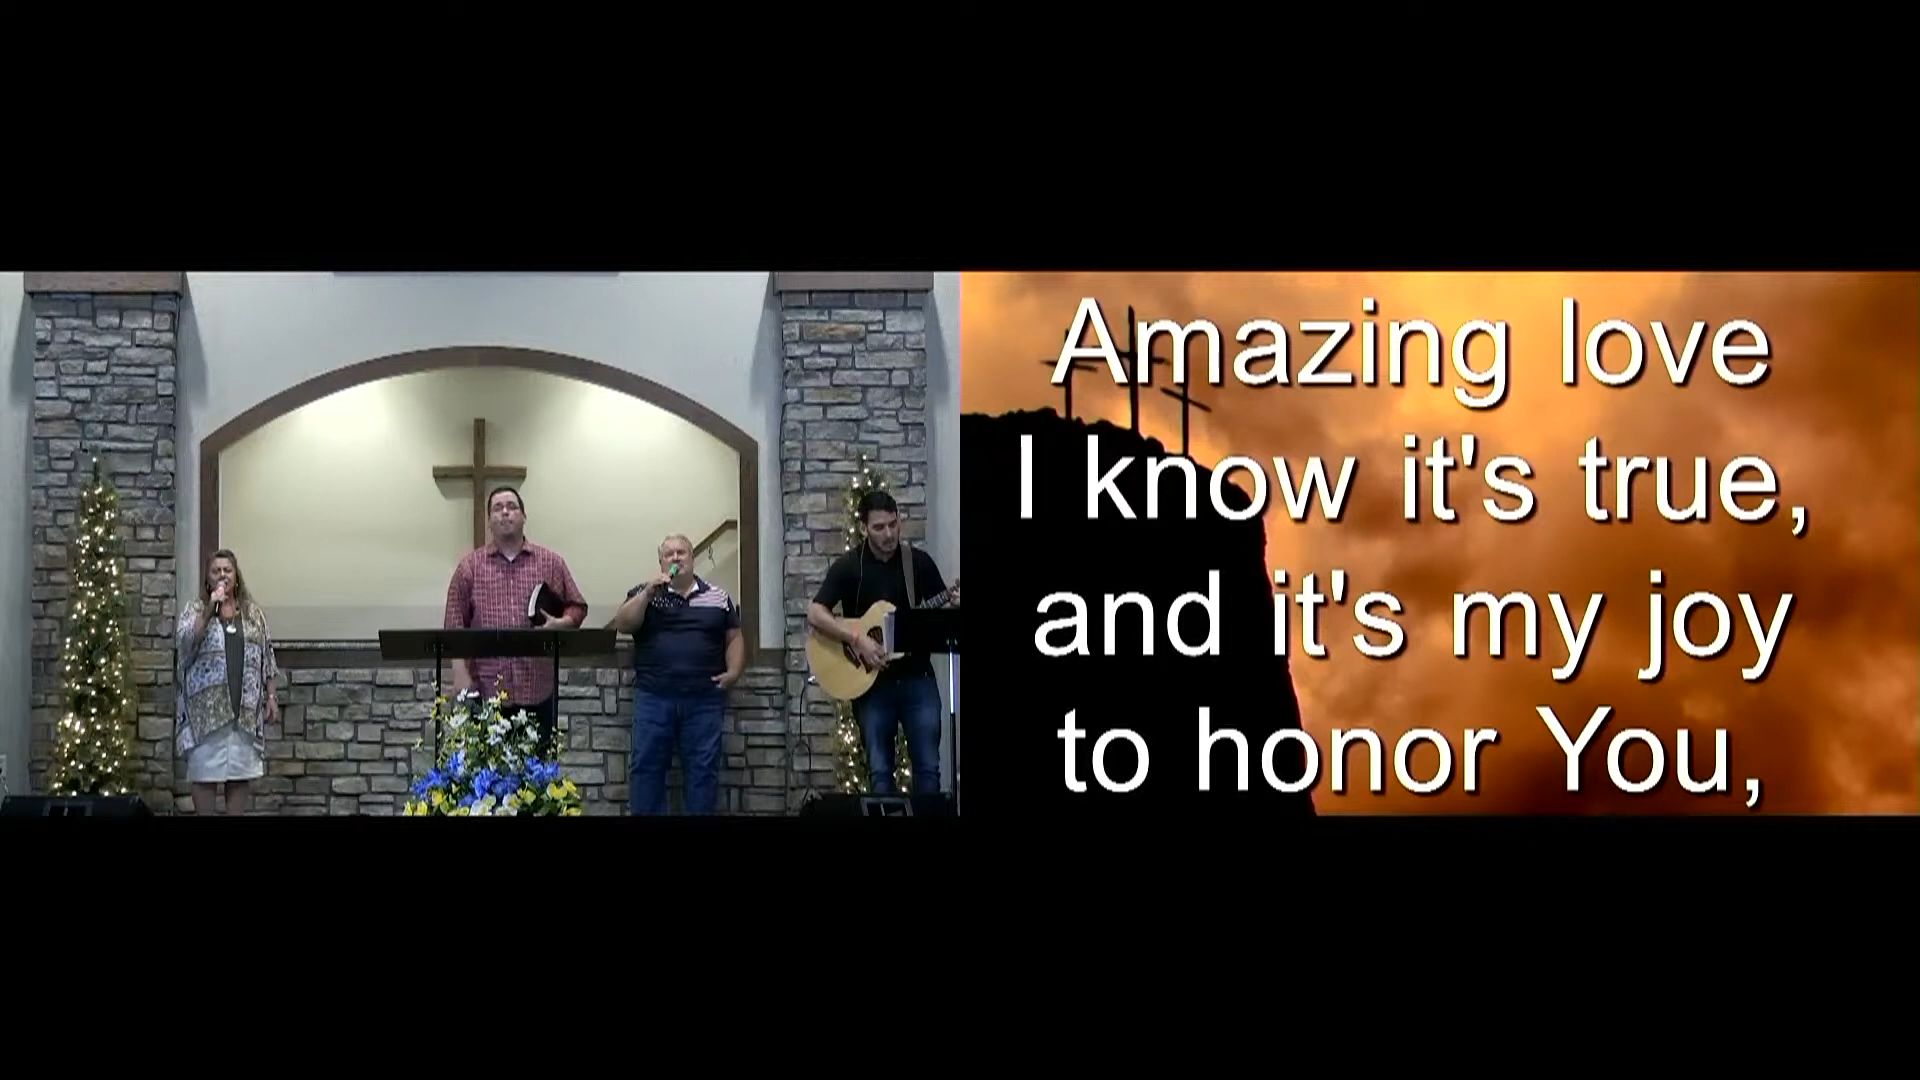 Amazing love
I know it's true,
and it's my joy
to honor You,